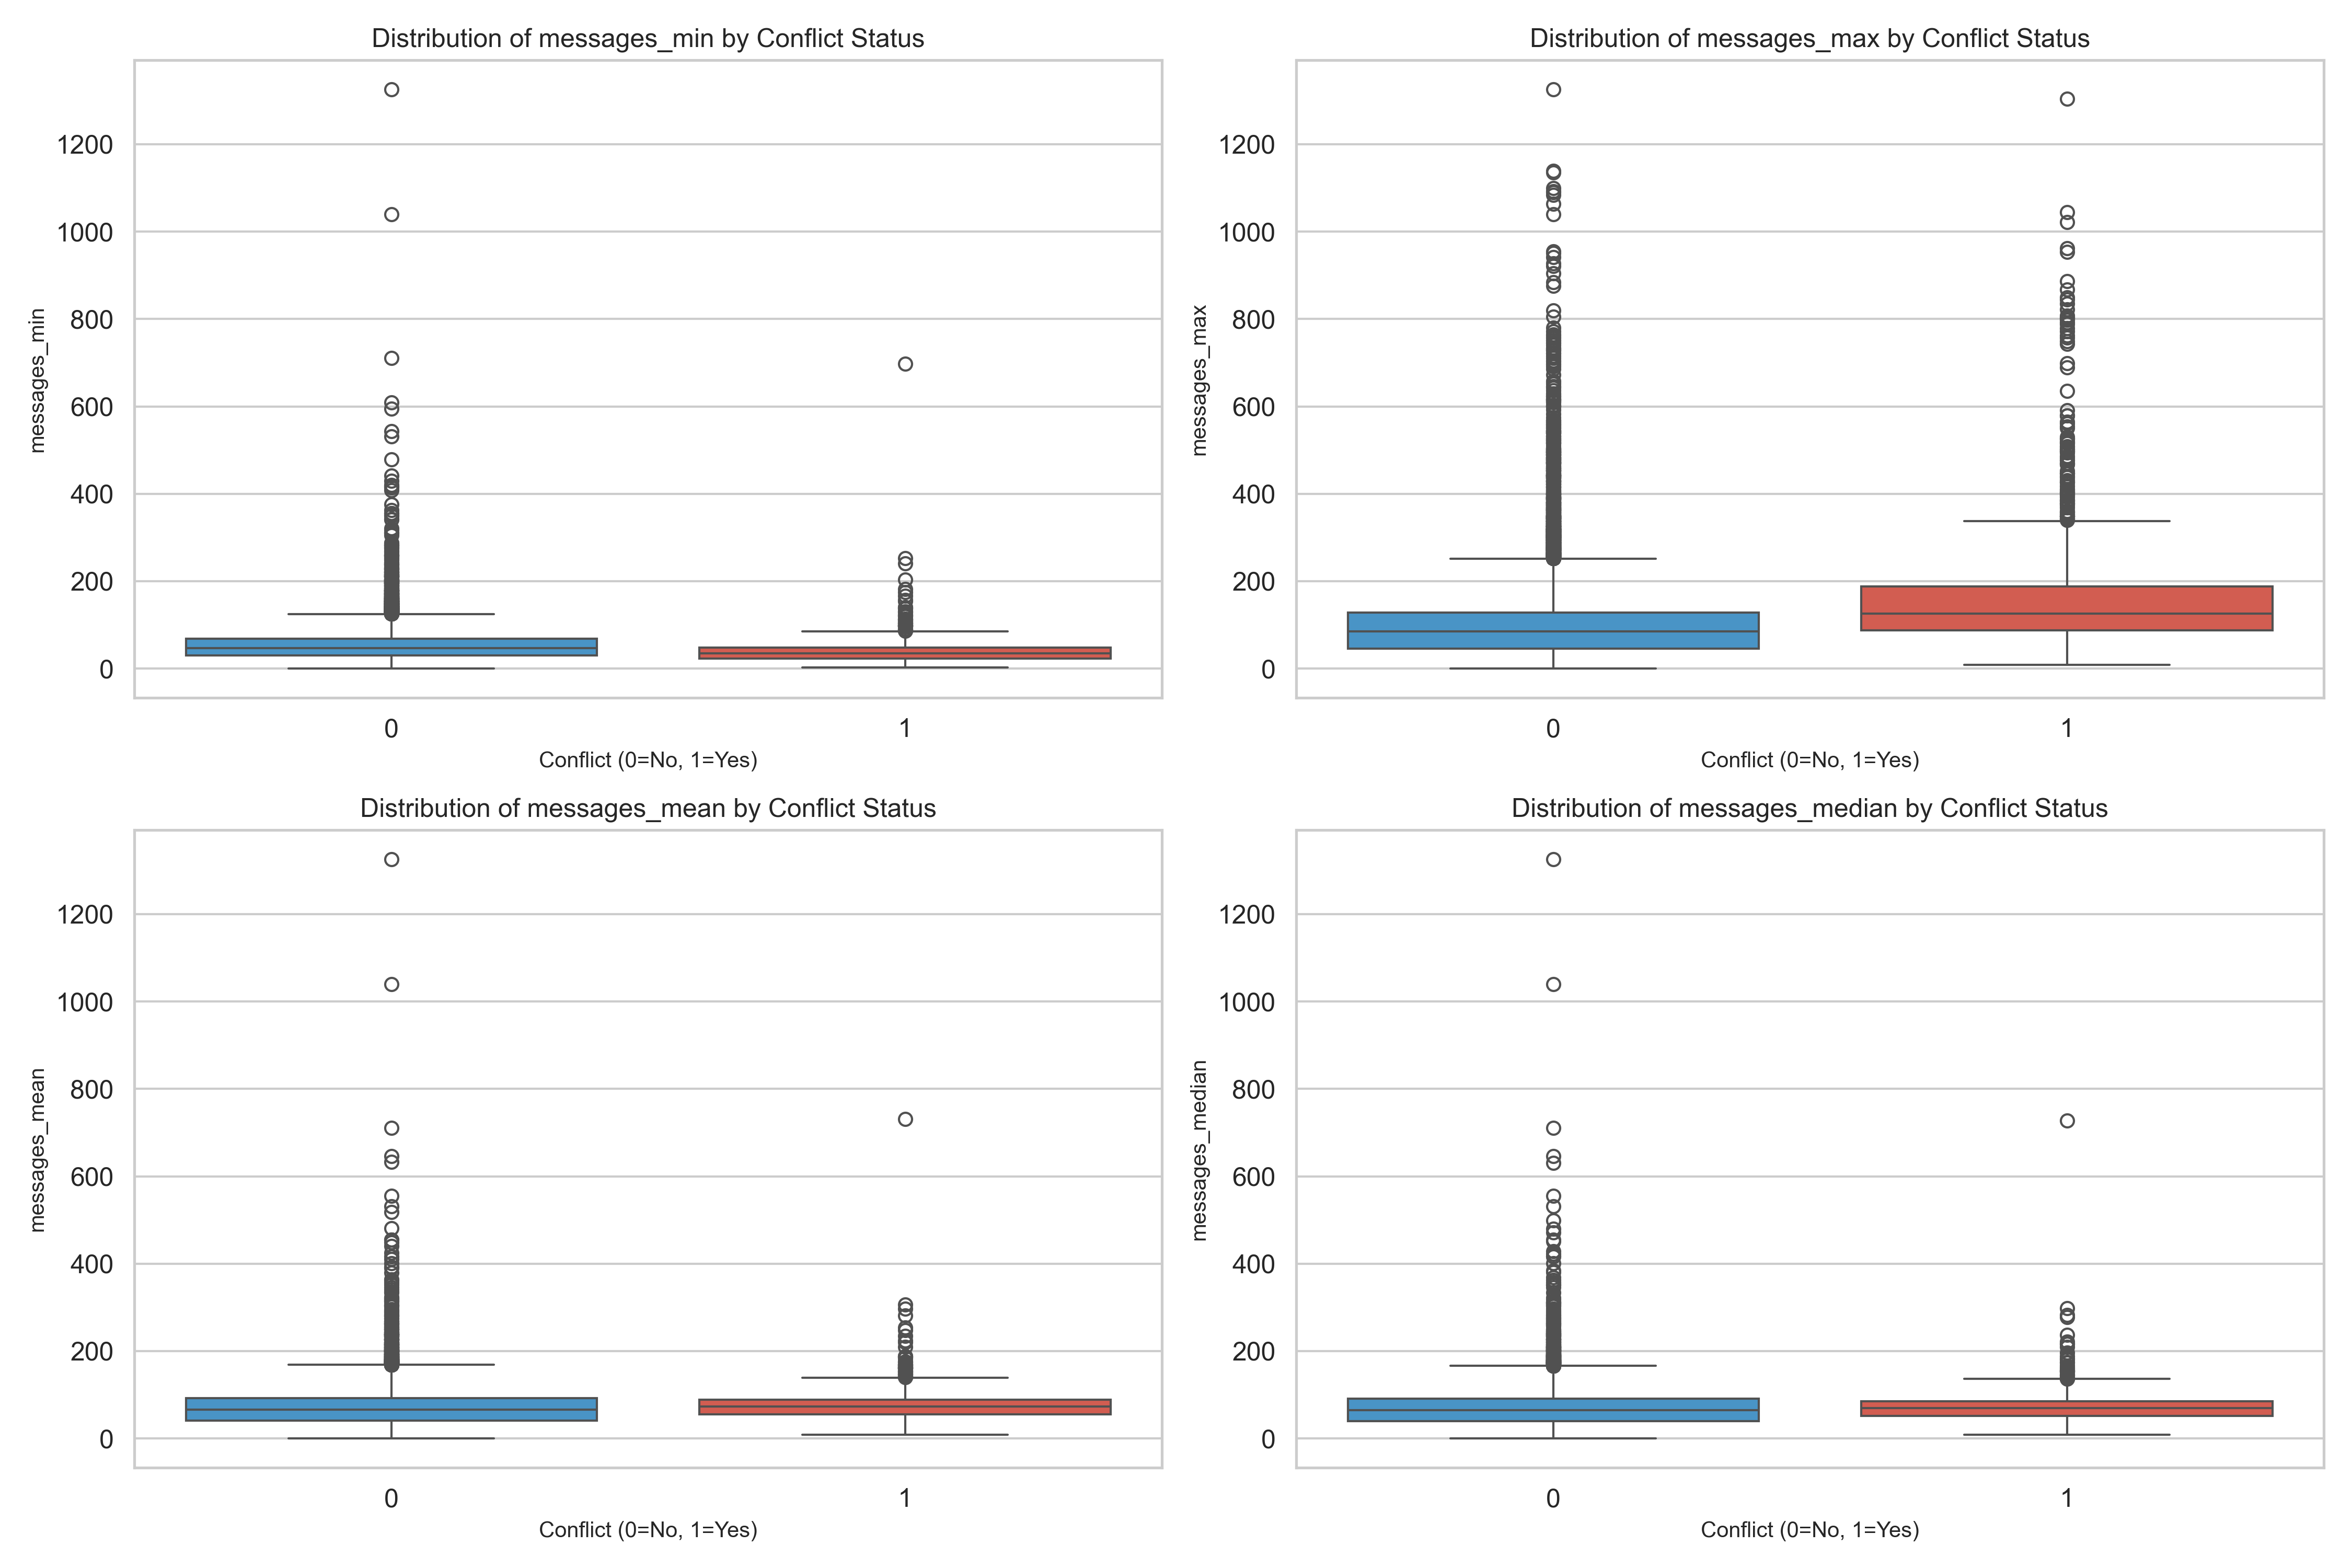 Distribution of messages_min by Conflict Status
messages_min
1200
1000
800
600
400
200
0
0 1
Conflict (0=No, 1=Yes)
Distribution of messages_max by Conflict Status
messages_max
1200
1000
800
600
400
200
0
0 1
Conflict (0=No, 1=Yes)
Distribution of messages_mean by Conflict Status
messages_mean
1200
1000
800
600
400
200
0
0 1
Conflict (0=No, 1=Yes)
Distribution of messages_median by Conflict Status
messages_median
1200
1000
800
600
400
200
0
0 1
Conflict (0=No, 1=Yes)